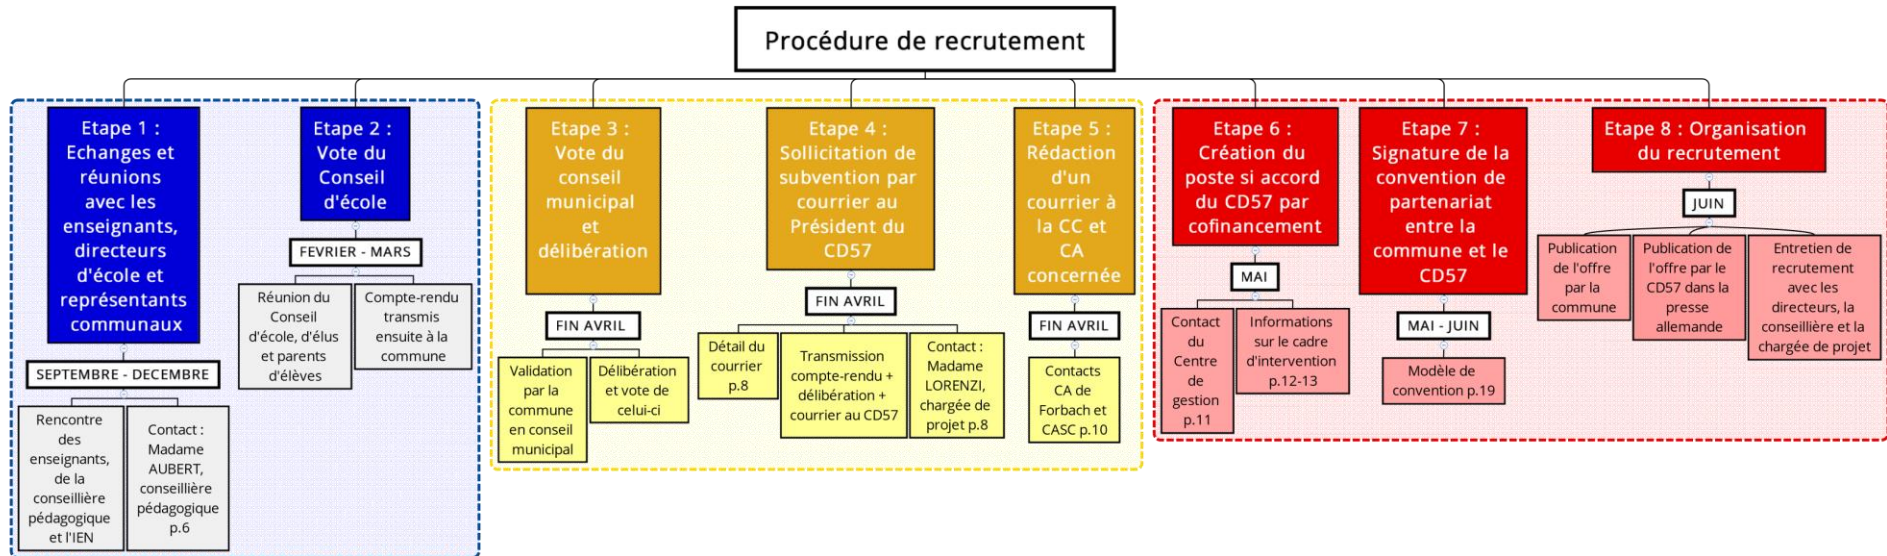 Procédure de recrutement
Etape 1 :
Echanges et
réunions
avec les
enseignants,
directeurs
d'école et
représentants
communaux
SEPTEMBRE - DECEMBRE
Rencontre
des
enseignants,
de la
conseillière
pédagogique
et l'IEN
Contact :
Madame
AUBERT,
conseillière
pédagogique
p.6
Etape 2 :
Vote du
Conseil
d'école
FEVRIER - MARS
Réunion du
Conseil
d'école, d'élus
et parents
d'élèves
Compte-rendu
transmis
ensuite à la
commune
Etape 3 :
Vote du
conseil
municipal
et
délibération
FIN AVRIL
Validation
par la
commune
en conseil
municipal
Délibération
et vote de
celui-ci
Etape 4 :
Sollicitation de
subvention par
courrier au
Président du
CD57
FIN AVRIL
Détail du
courrier
p.8
Transmission
compte-rendu +
délibération +
courrier au CD57
Contact :
Madame
LORENZI,
chargée de
projet p.8
Etape 5 :
Rédaction
d'un
courrier à
la CC et
CA
concernée
FIN AVRIL
Contacts
CA de
Forbach et
CASC p.10
Etape 6 :
Création du
poste si accord
du CD57 par
cofinancement
MAI
Contact
du
Centre
de
gestion
p.11
Informations
sur le cadre
d'intervention
p.12-13
Etape 7 :
Signature de la
convention de
partenariat
entre la
commune et le
CD57
MAI - JUIN
Modèle de
convention p.19
Etape 8 : Organisation
du recrutement
JUIN
Publication
de l'offre
par la
commune
Publication de
l'offre par le
CD57 dans la
presse
allemande
Entretien de
recrutement
avec les
directeurs, la
conseillière et la
chargée de projet